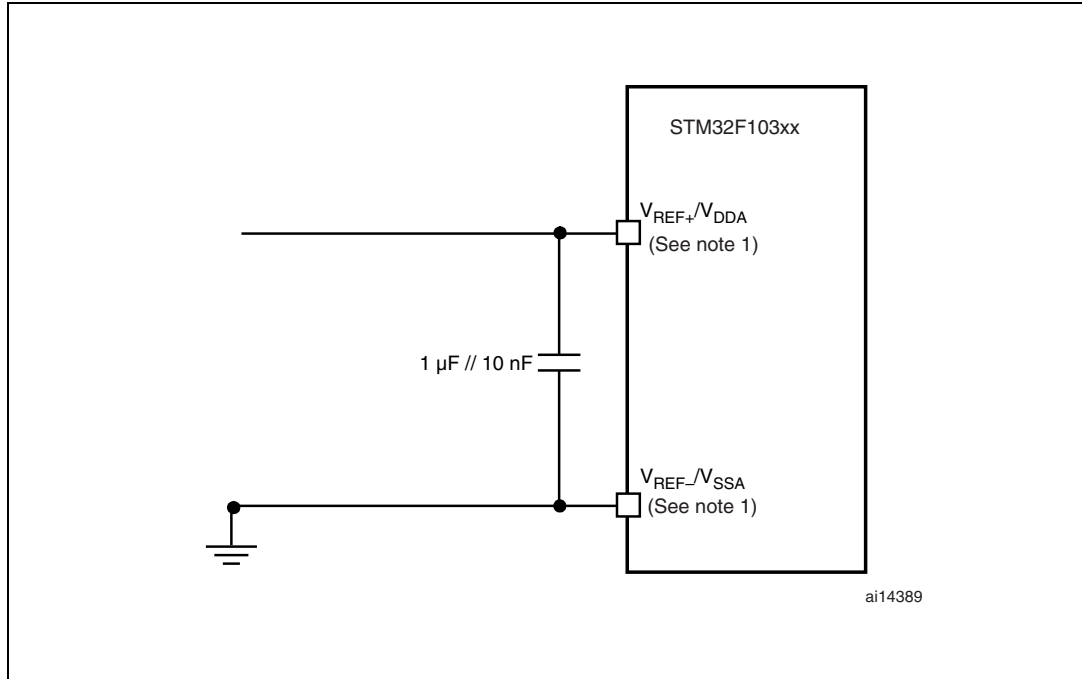 STM32F103xx
VREF+/VDDA
(See note 1)
1 µF // 10 nF
VREF–/VSSA
(See note 1)
ai14389